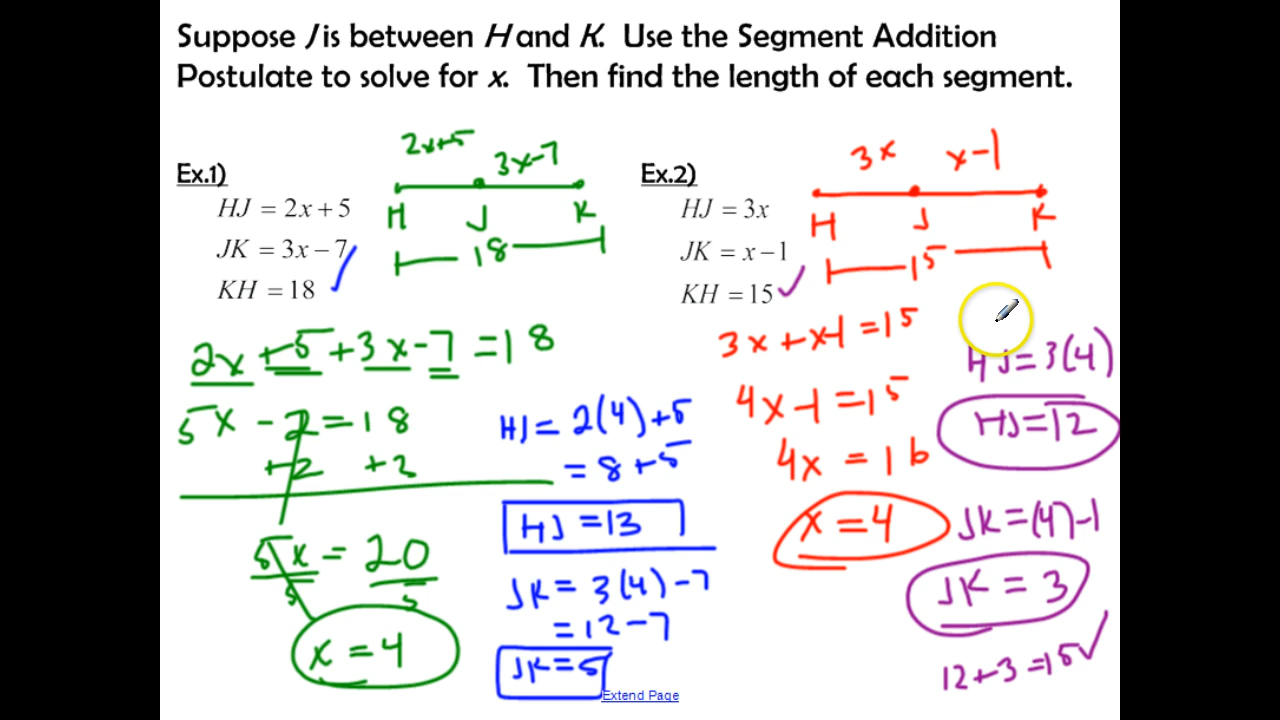 Suppose J is between H and K. Use the Segment Addition
Postulate to solve for x. Then find the length of each segment.
Ex.1)
HJ = 2x + 5
JK = 3x − 7
KH = 18
2x+5
3x-7
H J K
18
2x +5 +3x -7 = 18
5x - 2 = 18
+2 +2
5x = 20
5 5
x = 4
HJ = 2(4)+5
= 8+5
HJ = 13
JK = 3(4) -7
= 12 - 7
JK = 5
Ex.2)
HJ = 3x
JK = x − 1
KH = 15 ✓
3x x-1
H J K
15
3x + x-1 = 15
4x -1 = 15
4x = 16
x = 4
HJ = 3(4)
HJ = 12
JK = (4) -1
JK = 3
12+3 = 15 ✓
Extend Page